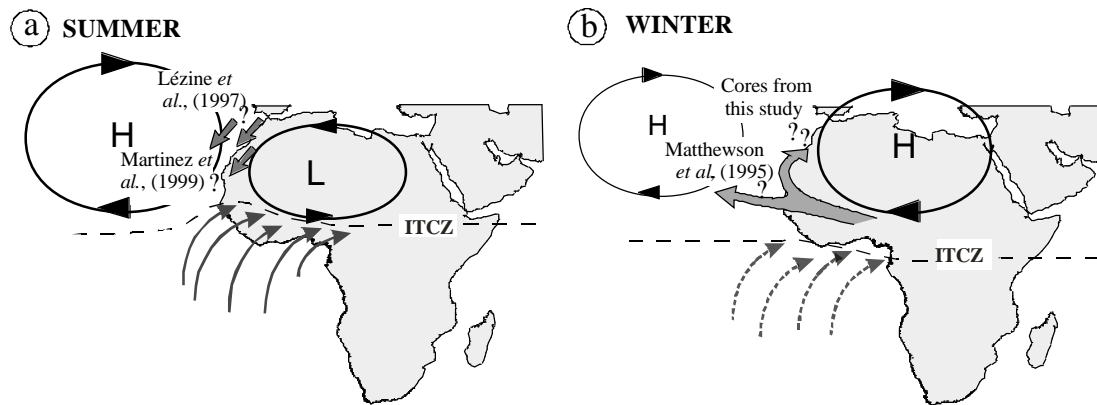 a SUMMER
Lézine et
al., (1997)
?
H
Martinez et
al., (1999) ?
L
ITCZ
b WINTER
Cores from
this study
H
? ?
Matthewson
et al, (1995)
?
H
ITCZ